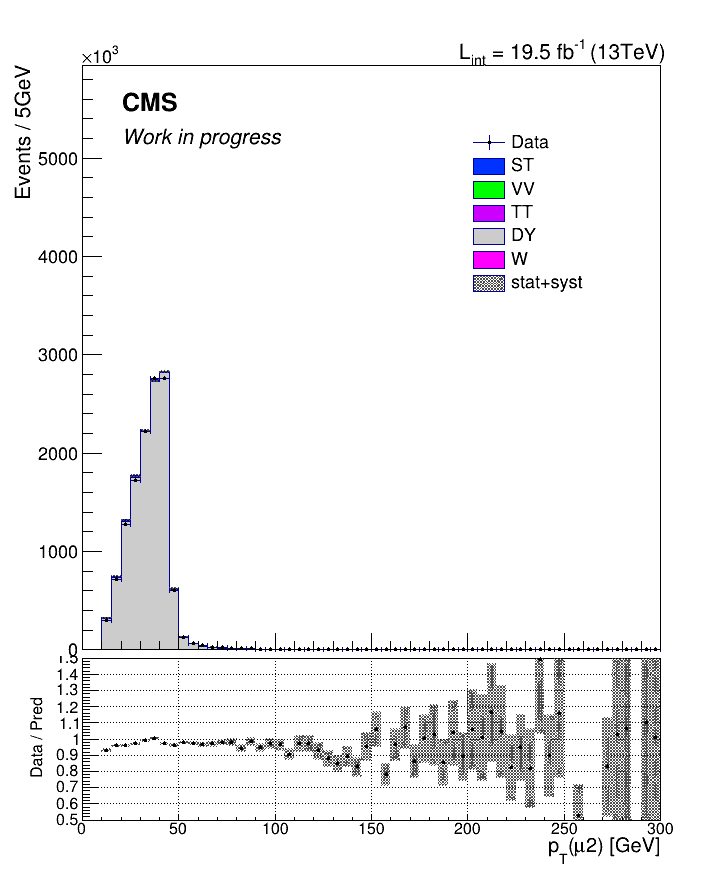 ×10³
L_int = 19.5 fb⁻¹ (13TeV)
Events / 5GeV
CMS
Work in progress
Data
ST
VV
TT
DY
W
stat+syst
5000
4000
3000
2000
1000
0
Data / Pred
1.5
1.4
1.3
1.2
1.1
1
0.9
0.8
0.7
0.6
0.5
0 50 100 150 200 250 300
p_T(μ2) [GeV]